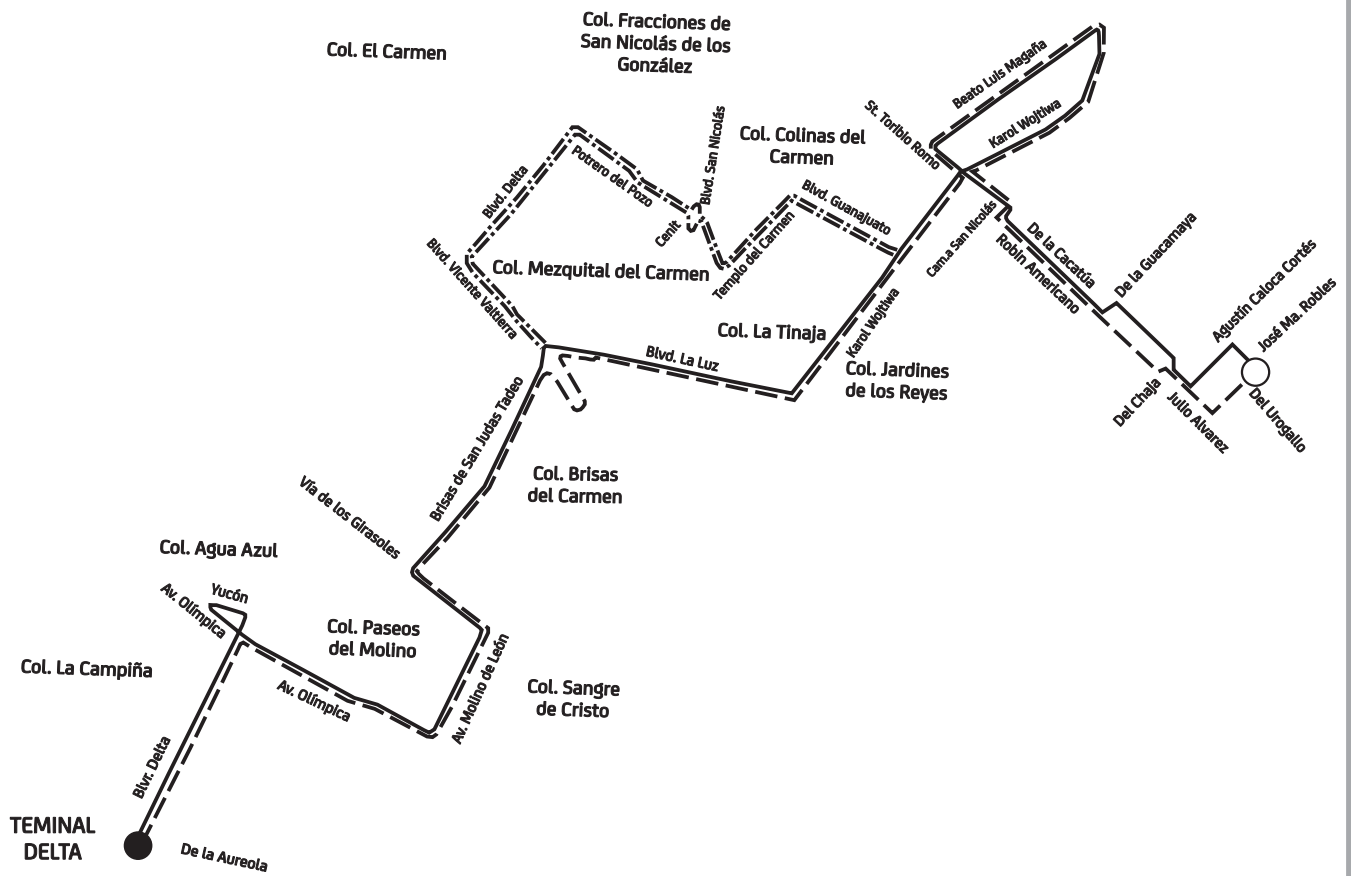 Col. Fracciones de
San Nicolás de los
González
Col. El Carmen
Beato Luis Magaña
Karol Wojtiwa
St. Toribio Romo
Blvd. San Nicolás
Col. Colinas del
Carmen
Potrero del Pozo
Blvd. Delta
Blvd. Guanajuato
Cenit
Templo del Carmen
Cam.a San Nicolás
De la Cacatúa
Robin Americano
De la Guacamaya
Agustín Caloca Cortés
José Ma. Robles
Blvd. Vicente Valtierra
Col. Mezquital del Carmen
Col. La Tinaja
Karol Wojtiwa
Blvd. La Luz
Col. Jardines
de los Reyes
Del Chaja
Julio Alvarez
Del Urogallo
Brisas de San Judas Tadeo
Col. Brisas
del Carmen
Vía de los Girasoles
Col. Agua Azul
Yucón
Av. Olímpica
Col. Paseos
del Molino
Col. La Campiña
Av. Olímpica
Av. Molino de León
Col. Sangre
de Cristo
Blvr. Delta
TEMINAL
DELTA
De la Aureola